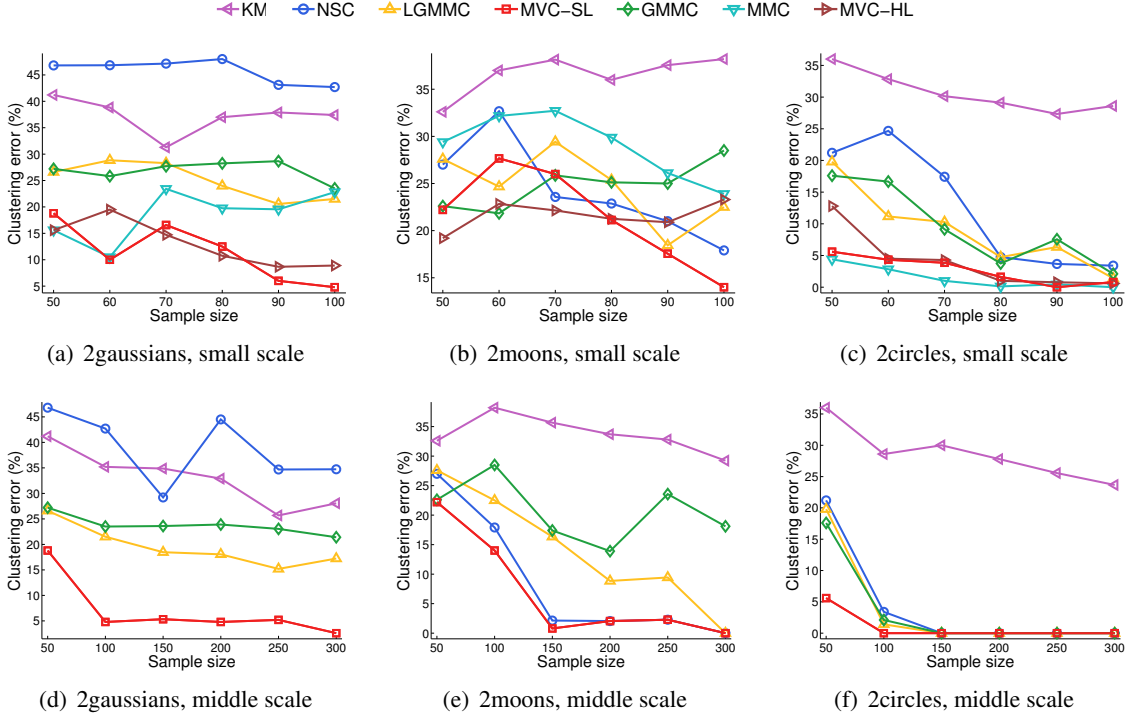 KM NSC LGMMC MVC−SL GMMC MMC MVC−HL
Clustering error (%)
45
40
35
30
25
20
15
10
5
50 60 70 80 90 100
Sample size
(a) 2gaussians, small scale
Clustering error (%)
35
30
25
20
15
50 60 70 80 90 100
Sample size
(b) 2moons, small scale
Clustering error (%)
35
30
25
20
15
10
5
0
50 60 70 80 90 100
Sample size
(c) 2circles, small scale
Clustering error (%)
45
40
35
30
25
20
15
10
5
50 100 150 200 250 300
Sample size
(d) 2gaussians, middle scale
Clustering error (%)
35
30
25
20
15
10
5
0
50 100 150 200 250 300
Sample size
(e) 2moons, middle scale
Clustering error (%)
35
30
25
20
15
10
5
0
50 100 150 200 250 300
Sample size
(f) 2circles, middle scale